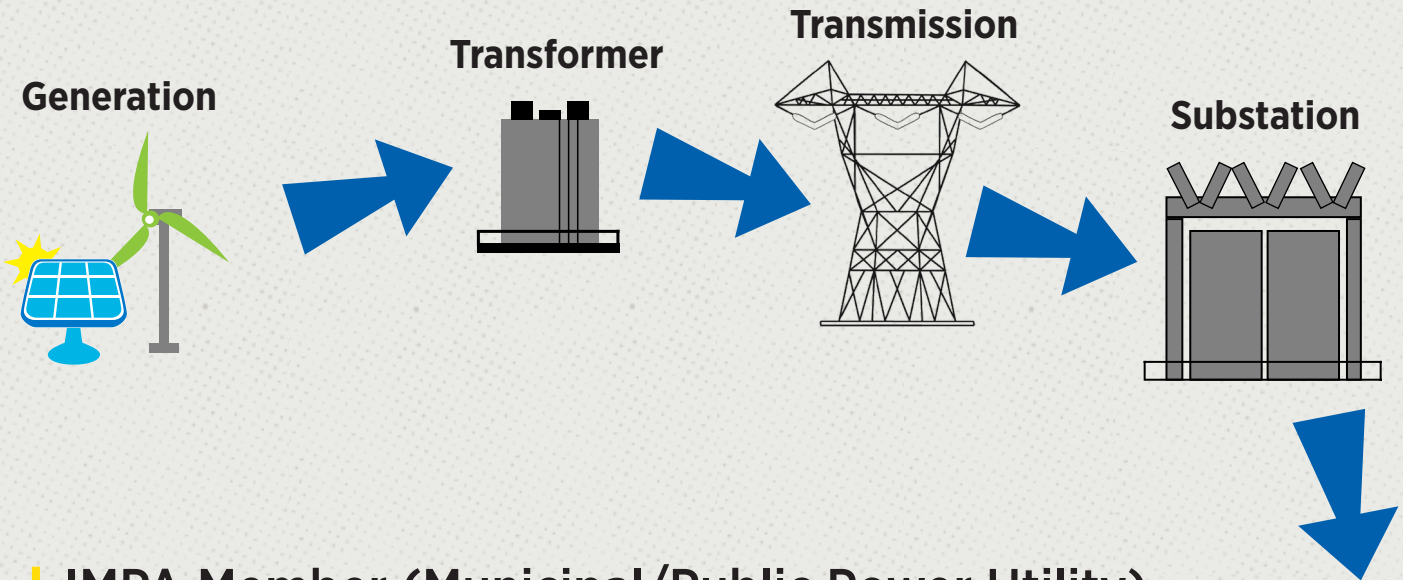 Generation
Transformer
Transmission
Substation
IMPA Member (Municipal/Public Power Utility)